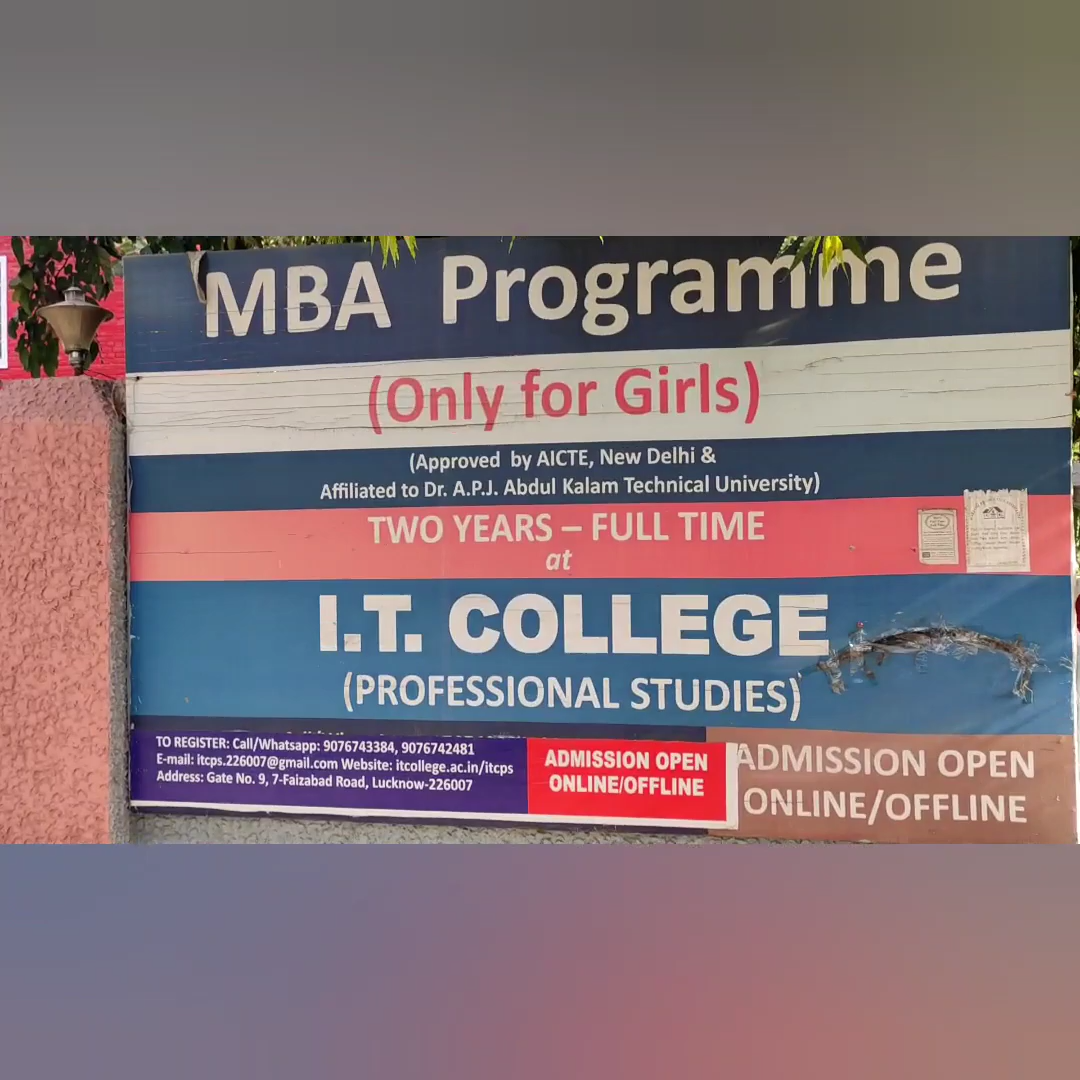 MBA Programme
(Only for Girls)
(Approved by AICTE, New Delhi &
Affiliated to Dr. A.P.J. Abdul Kalam Technical University)
TWO YEARS – FULL TIME
at
I.T. COLLEGE
(PROFESSIONAL STUDIES)
TO REGISTER: Call/Whatsapp: 9076743384, 9076742481
E-mail: itcps.226007@gmail.com Website: itcollege.ac.in/itcps
Address: Gate No. 9, 7-Faizabad Road, Lucknow-226007
ADMISSION OPEN
ONLINE/OFFLINE
ADMISSION OPEN
ONLINE/OFFLINE